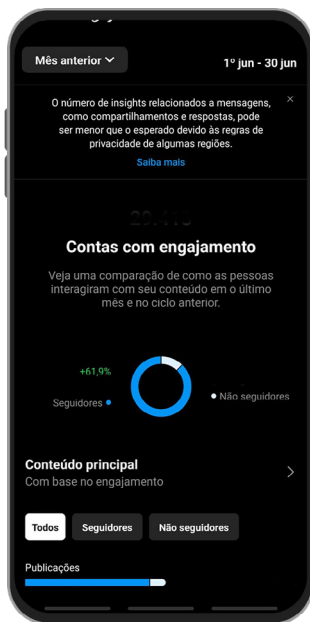 Mês anterior
1º jun - 30 jun
O número de insights relacionados a mensagens,
como compartilhamentos e respostas, pode
ser menor que o esperado devido às regras de
privacidade de algumas regiões.
Saiba mais
Contas com engajamento
Veja uma comparação de como as pessoas
interagiram com seu conteúdo em o último
mês e no ciclo anterior.
+61,9%
Seguidores
Não seguidores
Conteúdo principal
Com base no engajamento
Todos
Seguidores
Não seguidores
Publicações